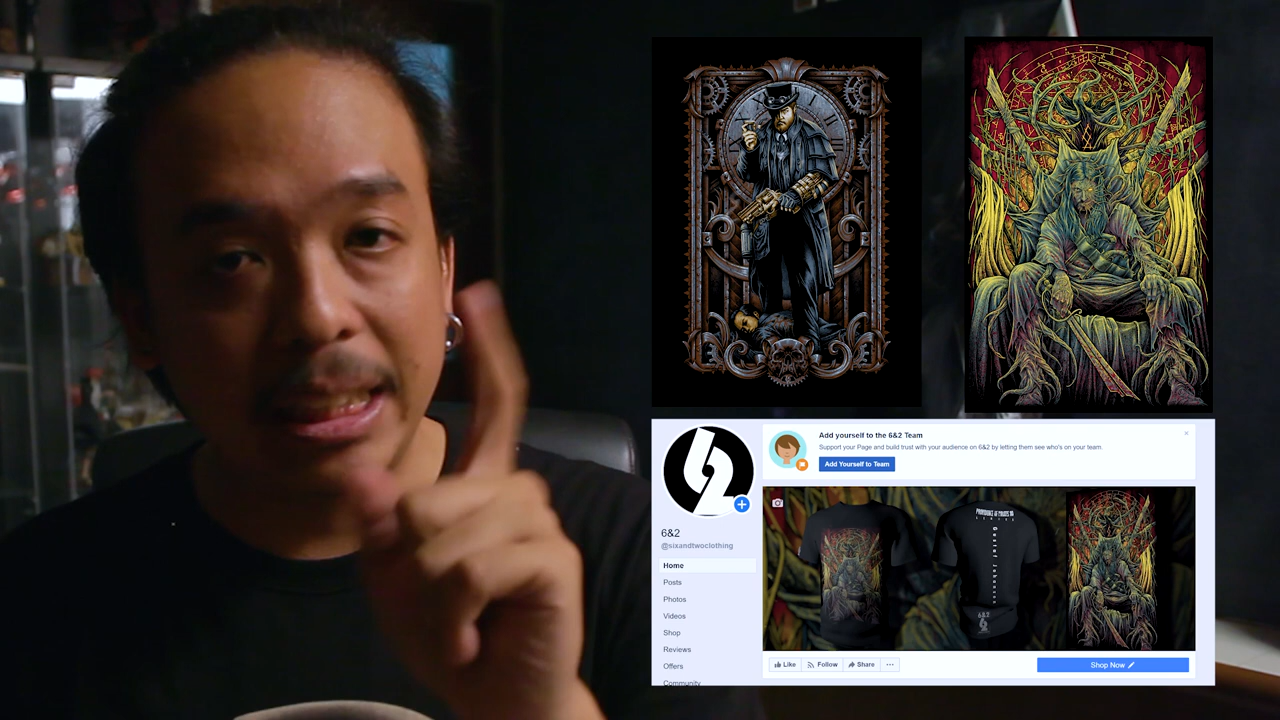 Add yourself to the 6&2 Team
Support your Page and build trust with your audience on 6&2 by letting them see who's on your team.
Add Yourself to Team
6&2
@sixandtwoclothing
Home
Posts
Photos
Videos
Shop
Reviews
Offers
Community
6&2
Like
Follow
Share
Shop Now